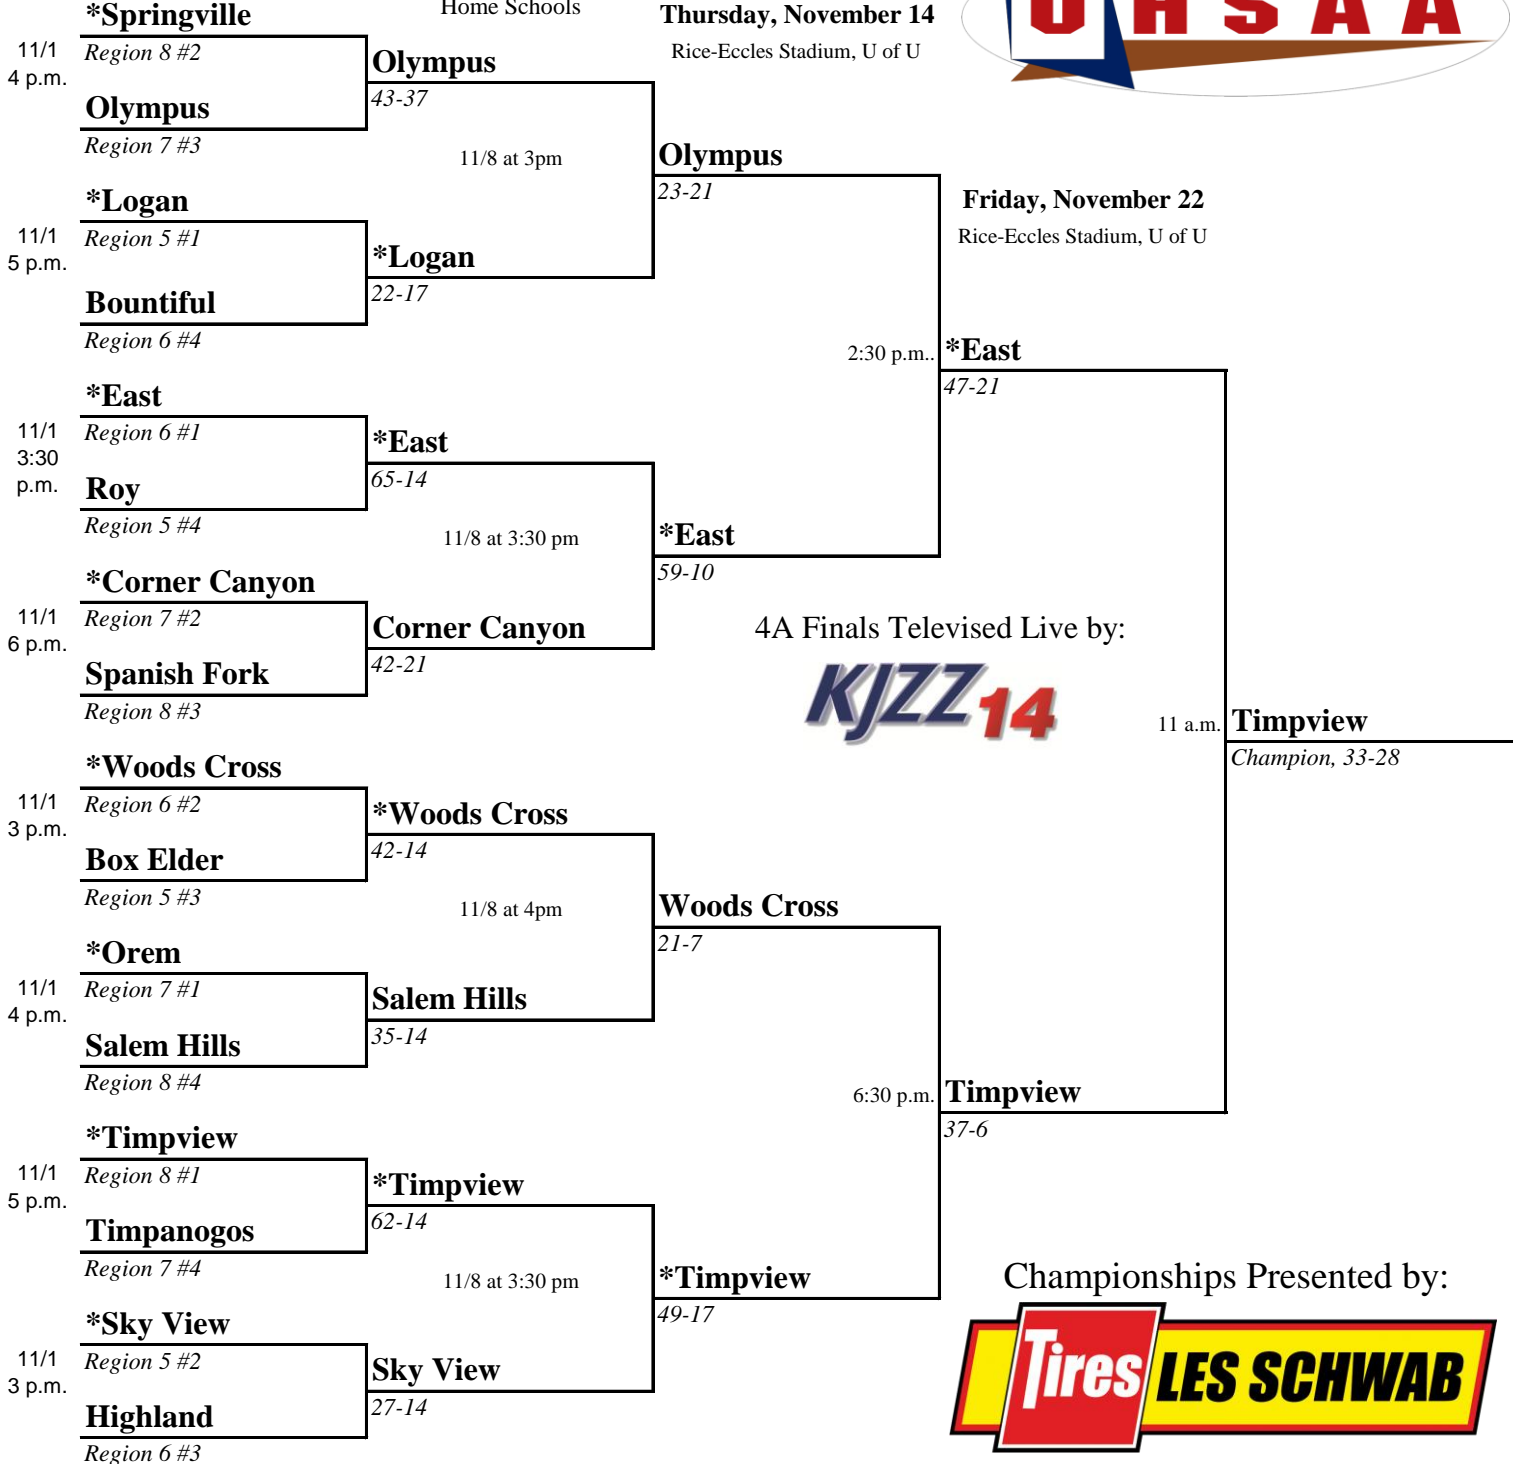 *Springville
Home Schools
Thursday, November 14
UHSAA
11/1
4 p.m.
Region 8 #2
Rice-Eccles Stadium, U of U
Olympus
43-37
Olympus
Region 7 #3
11/8 at 3pm
Olympus
23-21
*Logan
Friday, November 22
11/1
5 p.m.
Region 5 #1
Rice-Eccles Stadium, U of U
*Logan
22-17
Bountiful
Region 6 #4
2:30 p.m..
*East
47-21
*East
11/1
3:30
p.m.
Region 6 #1
*East
65-14
Roy
Region 5 #4
11/8 at 3:30 pm
*East
59-10
*Corner Canyon
11/1
6 p.m.
Region 7 #2
Corner Canyon
42-21
4A Finals Televised Live by:
KJZZ14
Spanish Fork
Region 8 #3
11 a.m.
Timpview
Champion, 33-28
*Woods Cross
11/1
3 p.m.
Region 6 #2
*Woods Cross
42-14
Box Elder
Region 5 #3
11/8 at 4pm
Woods Cross
21-7
*Orem
11/1
4 p.m.
Region 7 #1
Salem Hills
35-14
Salem Hills
Region 8 #4
6:30 p.m.
Timpview
37-6
*Timpview
11/1
5 p.m.
Region 8 #1
*Timpview
62-14
Timpanogos
Region 7 #4
11/8 at 3:30 pm
*Timpview
49-17
Championships Presented by:
Tires LES SCHWAB
*Sky View
11/1
3 p.m.
Region 5 #2
Sky View
27-14
Highland
Region 6 #3